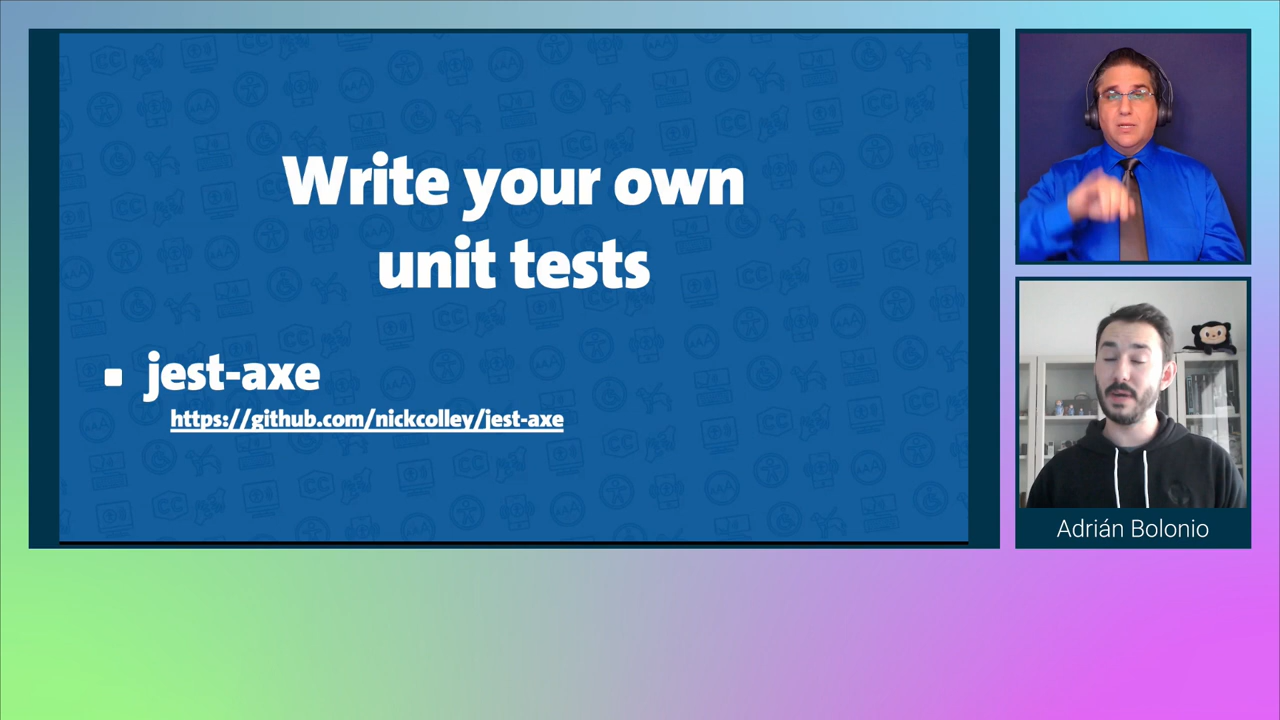 Write your own
unit tests
▪ jest-axe
https://github.com/nickcolley/jest-axe
Adrián Bolonio